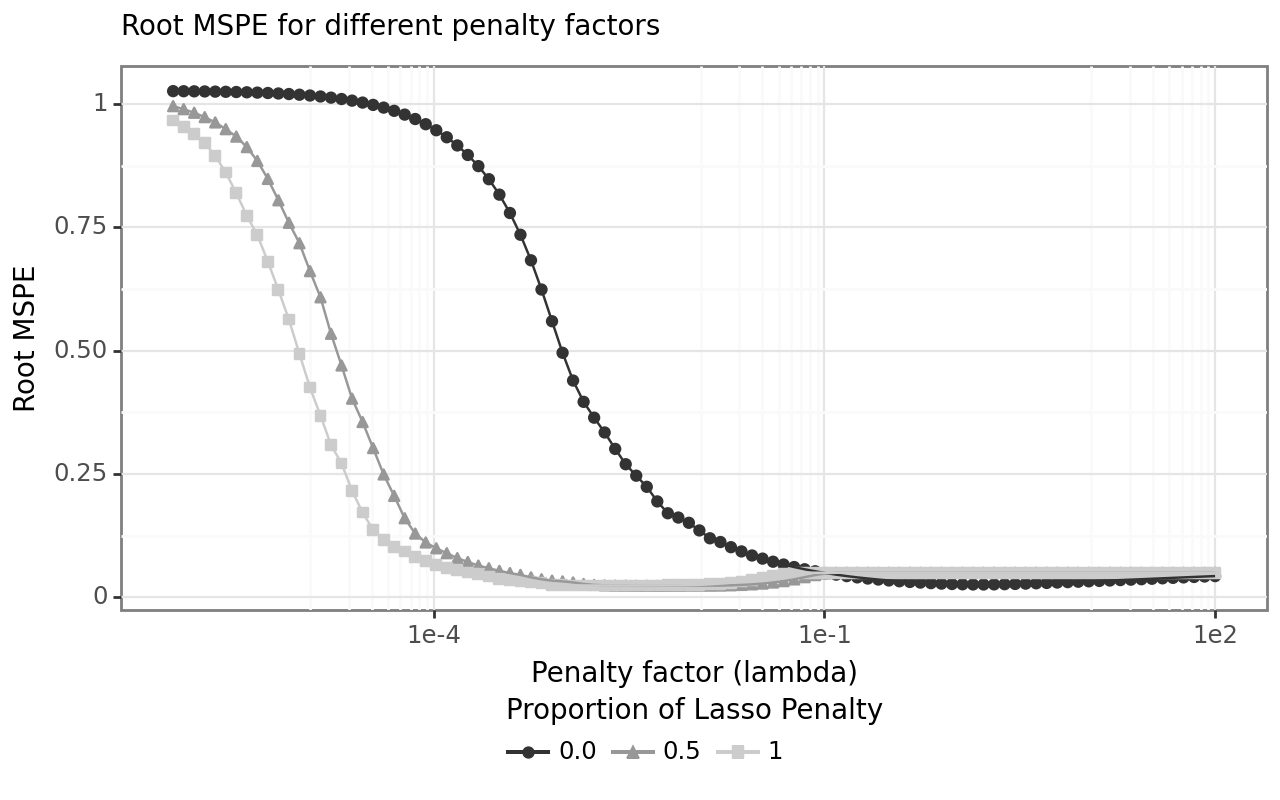 Root MSPE for different penalty factors
Root MSPE
1
0.75
0.50
0.25
0
1e-4
1e-1
1e2
Penalty factor (lambda)
Proportion of Lasso Penalty
0.0
0.5
1